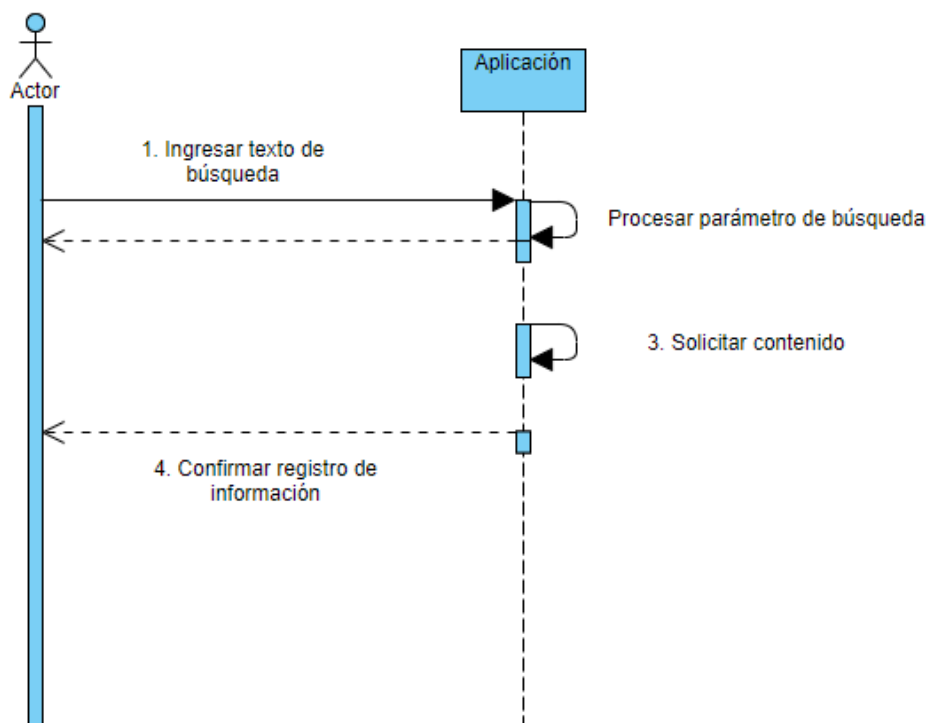 Actor
Aplicación
1. Ingresar texto de
búsqueda
Procesar parámetro de búsqueda
3. Solicitar contenido
4. Confirmar registro de
información